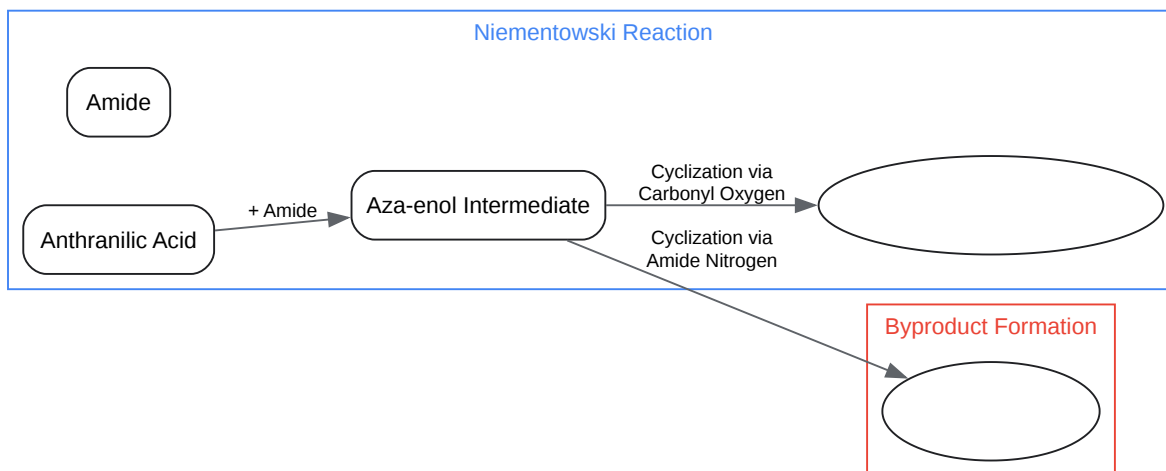 Niementowski Reaction
Amide
Anthranilic Acid
+ Amide
Aza-enol Intermediate
Cyclization via
Carbonyl Oxygen
Cyclization via
Amide Nitrogen
Byproduct Formation